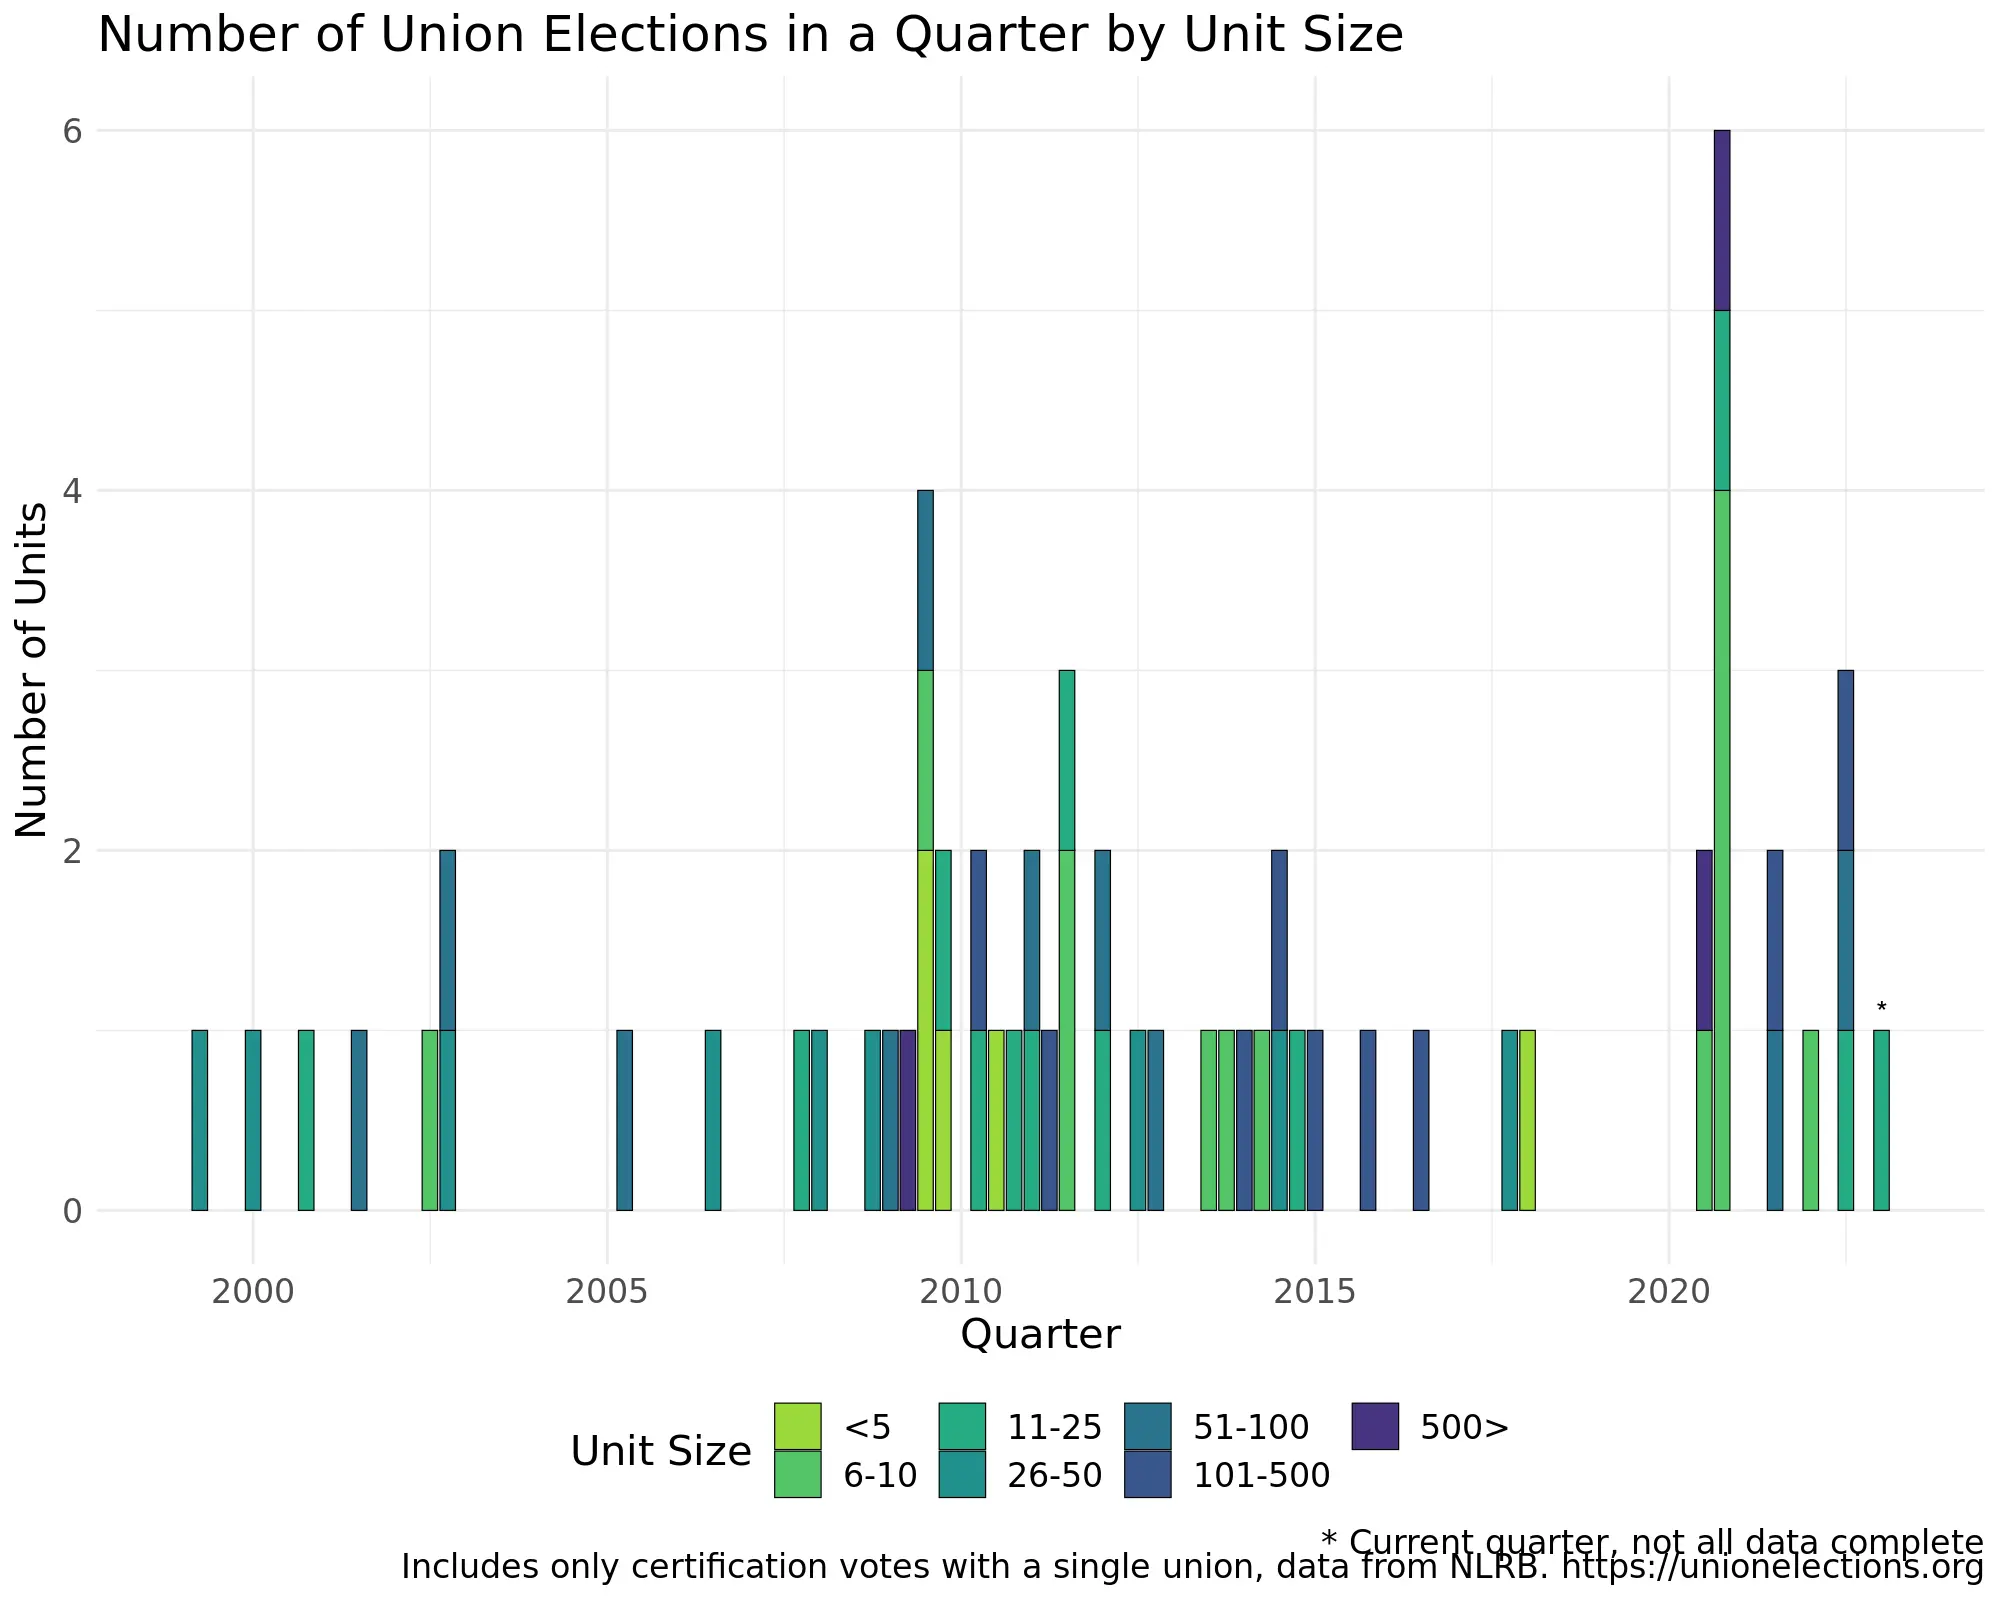 Number of Union Elections in a Quarter by Unit Size
Number of Units
6
4
2
0
*
2000 2005 2010 2015 2020
Quarter
Unit Size
<5 11-25 51-100 500>
6-10 26-50 101-500
* Current quarter, not all data complete
Includes only certification votes with a single union, data from NLRB. https://unionelections.org